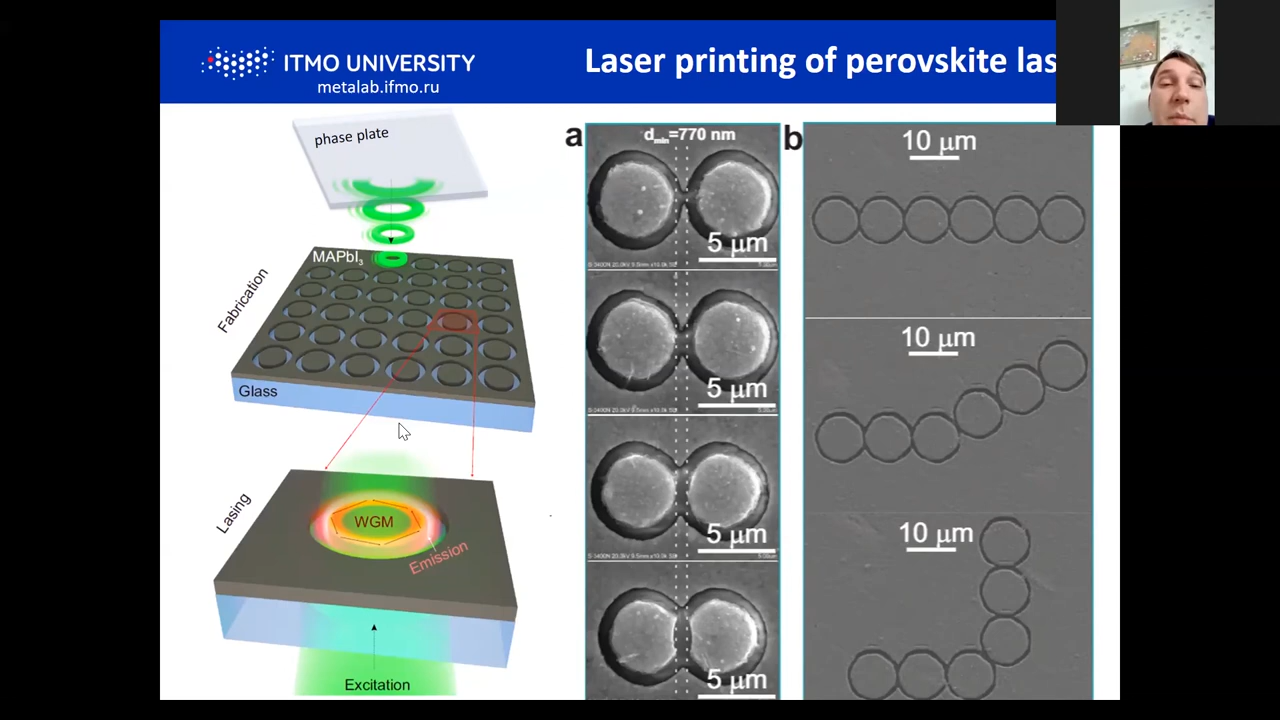 ITMO UNIVERSITY
metalab.ifmo.ru
Laser printing of perovskite las
phase plate
MAPbI3
Fabrication
Glass
Lasing
WGM
Emission
Excitation
a
dmin=770 nm
5 μm
5 μm
5 μm
5 μm
b
10 μm
10 μm
10 μm